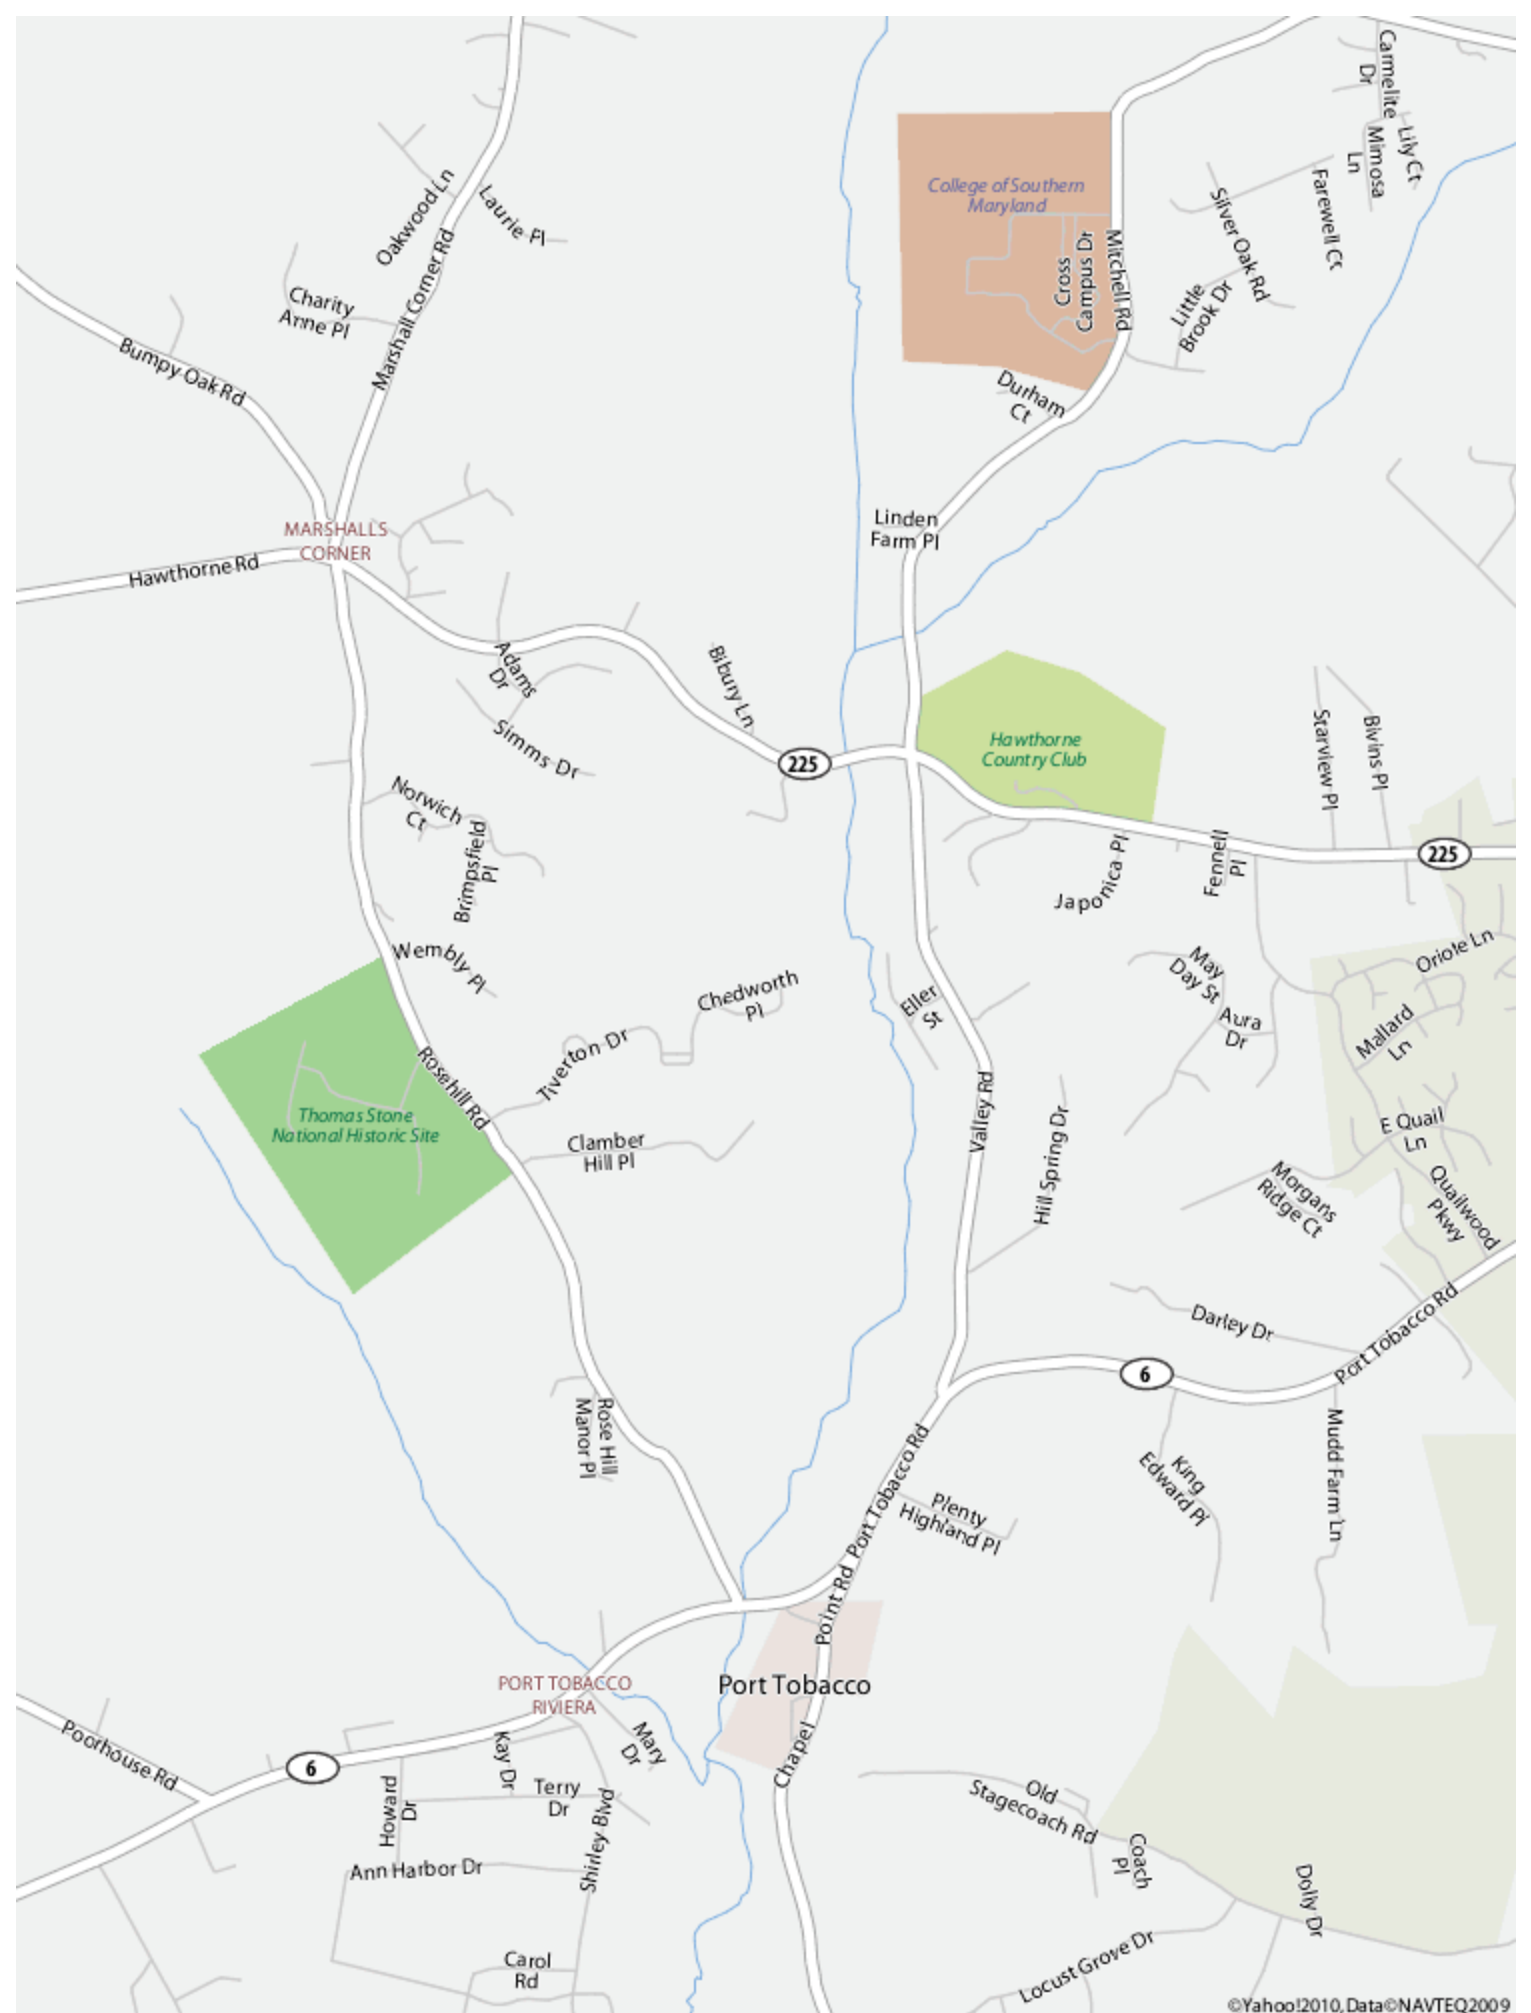 Carmelite
Dr
Lily Ct
Mimosa
Ln
College of Southern
Maryland
Oakwood Ln
Laurie Pl
Silver Oak Rd
Farewell Ct
Marshall Corner Rd
Cross
Campus Dr
Mitchell Rd
Little
Brook Dr
Charity
Anne Pl
Bumpy Oak Rd
Durham
Ct
MARSHALLS
CORNER
Linden
Farm Pl
Hawthorne Rd
Adams
Dr
Bibury Ln
Simms Dr
225
Hawthorne
Country Club
Starview Pl
Bivins Pl
Norwich
Ct
Brimpsfield
Pl
Japonica Pl
Fennell
Pl
225
Wembly Pl
Oriole Ln
May
Day St
Chedworth
Pl
Eller
St
Aura
Dr
Mallard
Ln
Tiverton Dr
Rosehill Rd
Thomas Stone
National Historic Site
Valley Rd
Hill Spring Dr
E Quail
Ln
Clamber
Hill Pl
Morgans
Ridge Ct
Quailwood
Pkwy
Darley Dr
Port Tobacco Rd
6
Rose Hill
Manor Pl
Port Tobacco Rd
Mudd Farm Ln
King
Edward Pl
Plenty
Highland Pl
Point Rd
PORT TOBACCO
RIVIERA
Port Tobacco
Poorhouse Rd
Kay Dr
Mary
Dr
Chapel
6
Howard
Dr
Terry
Dr
Shirley Blvd
Old
Stagecoach Rd
Coach
Pl
Ann Harbor Dr
Dolly Dr
Carol
Rd
Locust Grove Dr
©Yahoo!2010, Data©NAVTEQ2009